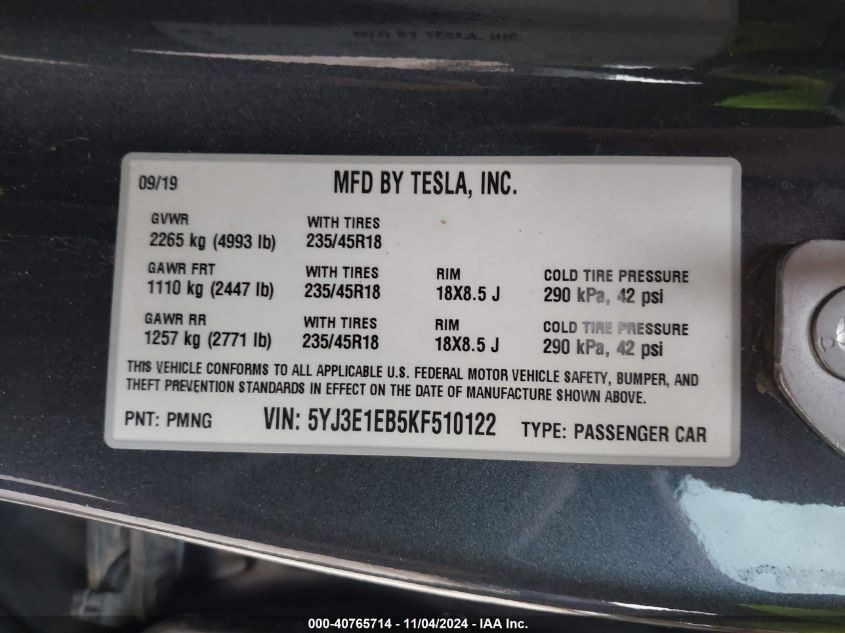 09/19 MFD BY TESLA, INC.
GVWR WITH TIRES
2265 kg (4993 lb) 235/45R18
GAWR FRT WITH TIRES RIM COLD TIRE PRESSURE
1110 kg (2447 lb) 235/45R18 18X8.5 J 290 kPa, 42 psi
GAWR RR WITH TIRES RIM COLD TIRE PRESSURE
1257 kg (2771 lb) 235/45R18 18X8.5 J 290 kPa, 42 psi
THIS VEHICLE CONFORMS TO ALL APPLICABLE U.S. FEDERAL MOTOR VEHICLE SAFETY, BUMPER, AND
THEFT PREVENTION STANDARDS IN EFFECT ON THE DATE OF MANUFACTURE SHOWN ABOVE.
PNT: PMNG VIN: 5YJ3E1EB5KF510122 TYPE: PASSENGER CAR
000-40765714 - 11/04/2024 - IAA Inc.